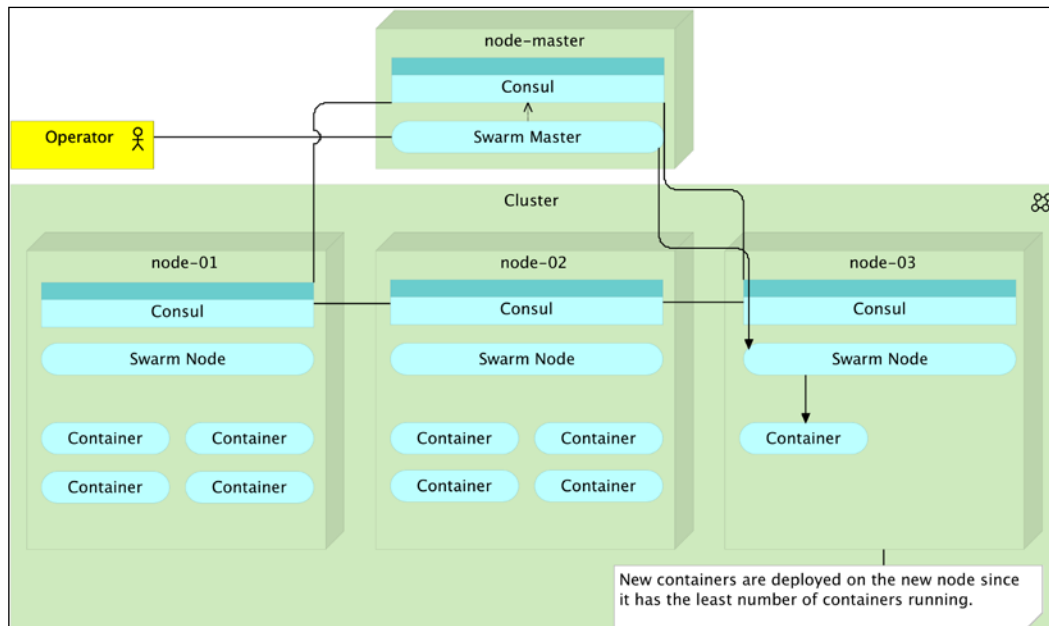 node-master
Consul
Operator
Swarm Master
Cluster
node-01
node-02
node-03
Consul
Consul
Consul
Swarm Node
Swarm Node
Swarm Node
Container
Container
Container
Container
Container
Container
Container
Container
Container
New containers are deployed on the new node since
it has the least number of containers running.